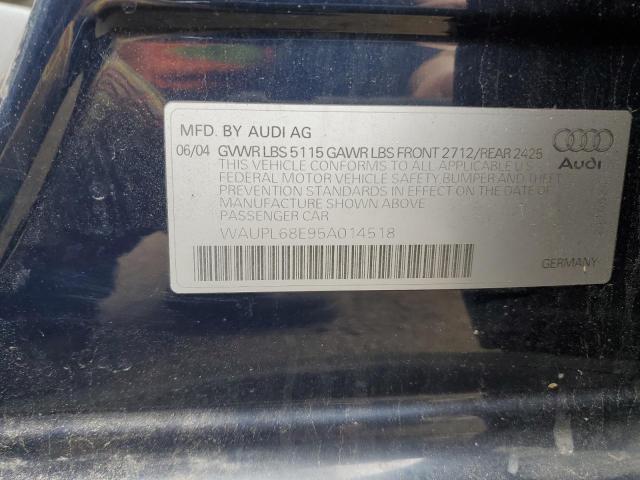 MFD. BY AUDI AG
06/04 GVWR LBS 5115 GAWR LBS FRONT 2712/REAR 2425
THIS VEHICLE CONFORMS TO ALL APPLICABLE U.S.
FEDERAL MOTOR VEHICLE SAFETY, BUMPER AND THEFT
PREVENTION STANDARDS IN EFFECT ON THE DATE OF
MANUFACTURE SHOWN ABOVE
PASSENGER CAR
WAUPL68E95A014518
Audi
GERMANY